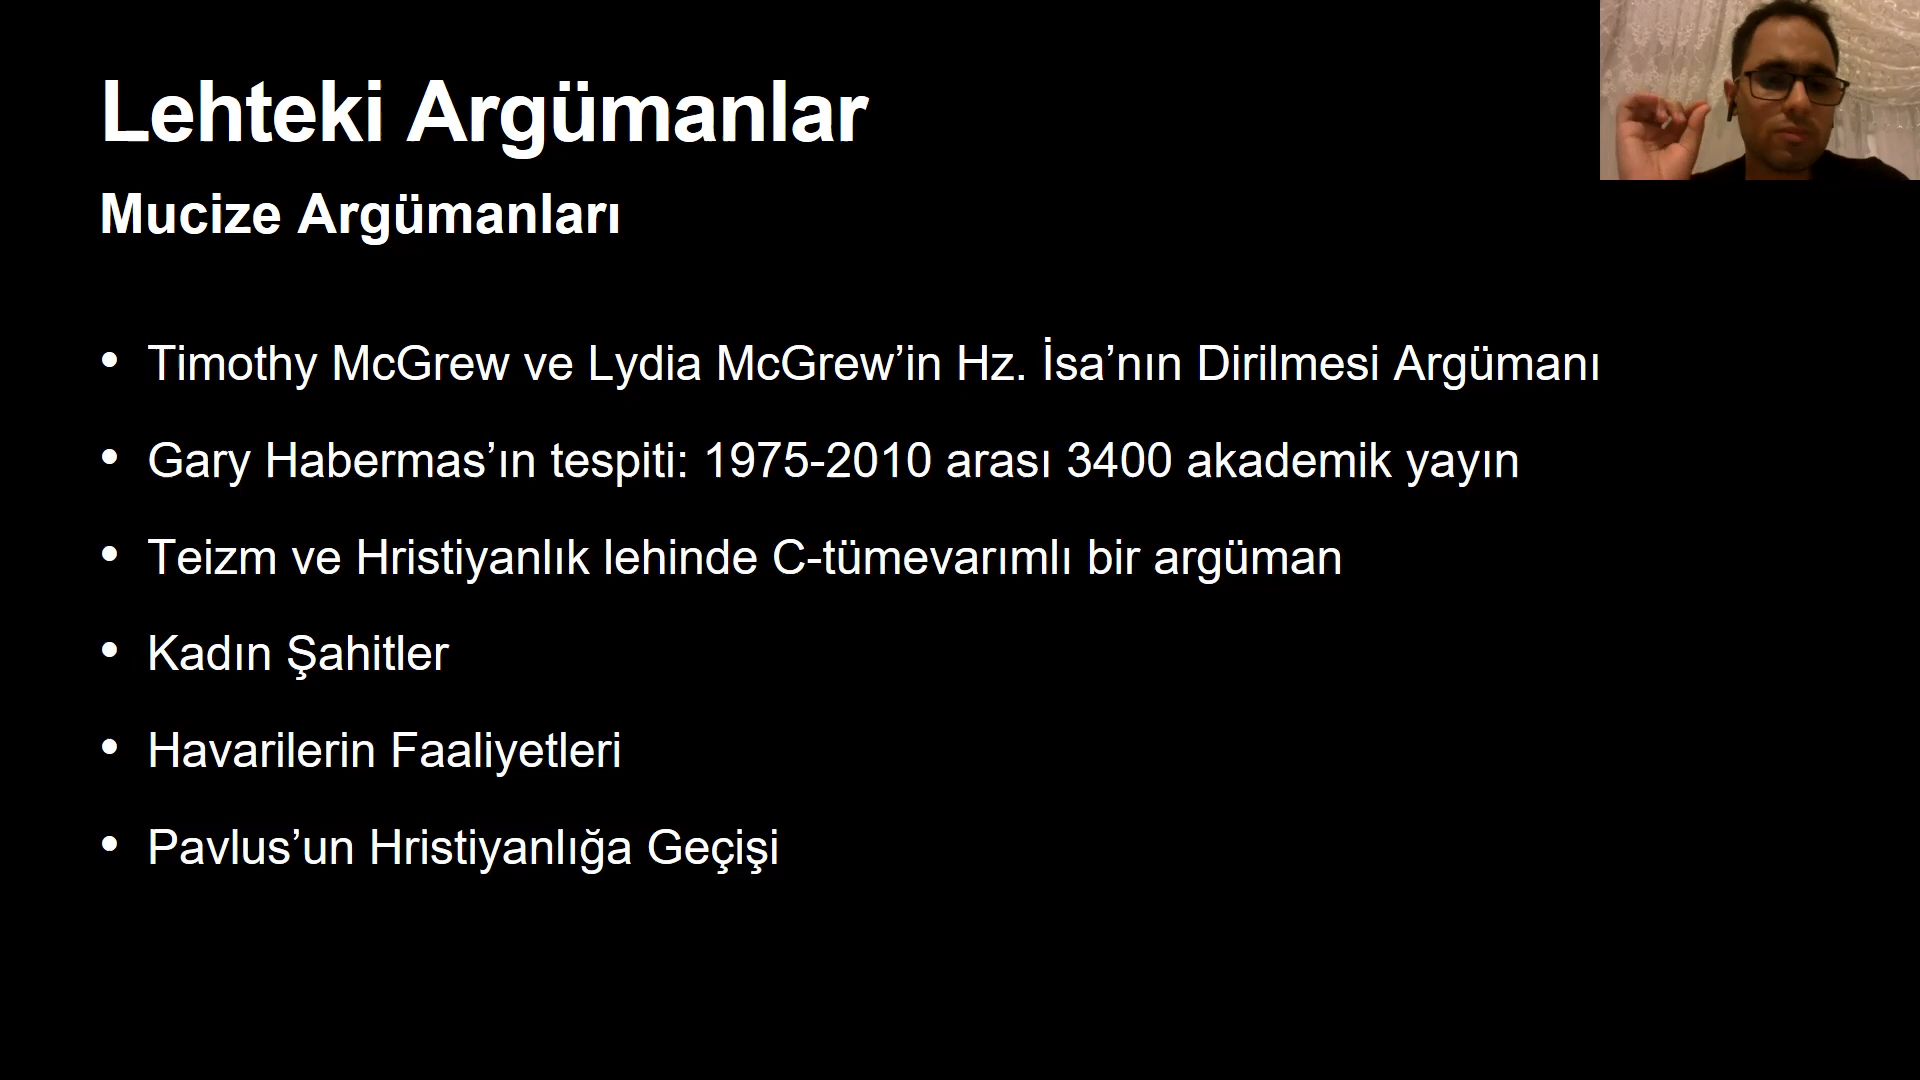 Lehteki Argümanlar
Mucize Argümanları
• Timothy McGrew ve Lydia McGrew’in Hz. İsa’nın Dirilmesi Argümanı
• Gary Habermas’ın tespiti: 1975-2010 arası 3400 akademik yayın
• Teizm ve Hristiyanlık lehinde C-tümevarımlı bir argüman
• Kadın Şahitler
• Havarilerin Faaliyetleri
• Pavlus’un Hristiyanlığa Geçişi